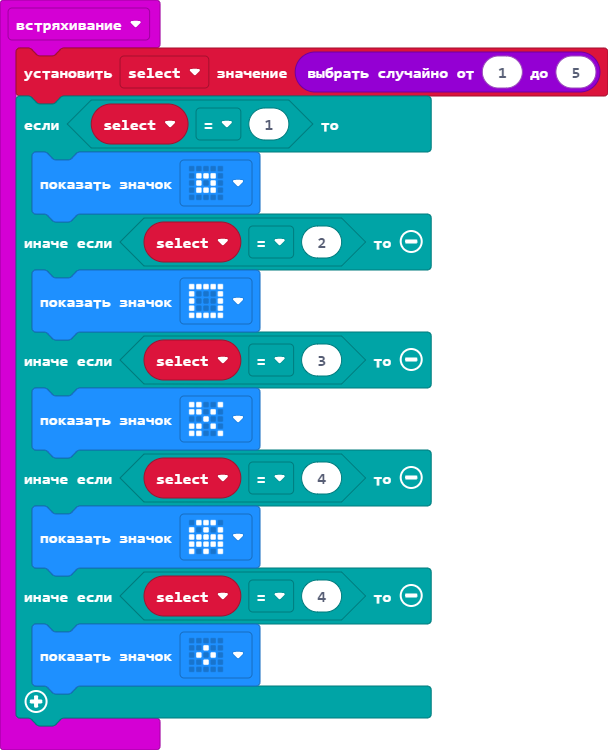 встряхивание
установить select значение выбрать случайно от 1 до 5
если select = 1 то
показать значок
иначе если select = 2 то
показать значок
иначе если select = 3 то
показать значок
иначе если select = 4 то
показать значок
иначе если select = 4 то
показать значок